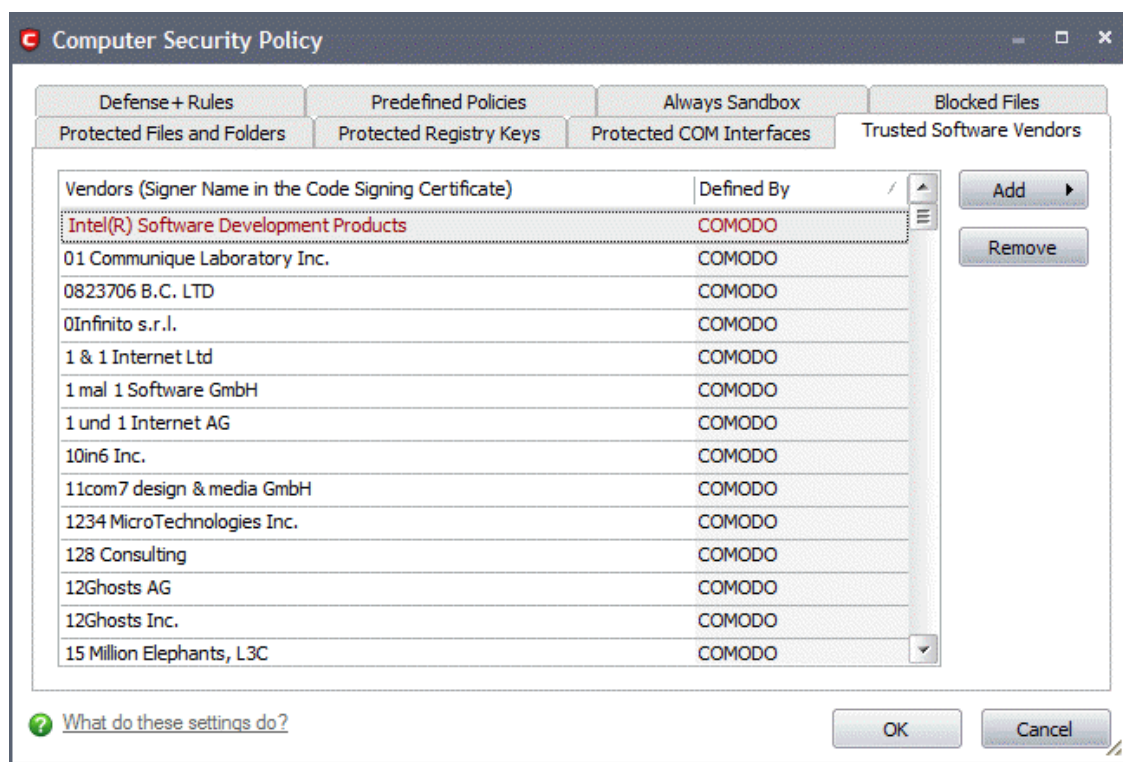 Computer Security Policy
Defense+ Rules Predefined Policies Always Sandbox Blocked Files
Protected Files and Folders Protected Registry Keys Protected COM Interfaces Trusted Software Vendors
Vendors (Signer Name in the Code Signing Certificate) Defined By Add
Intel(R) Software Development Products COMODO
01 Communique Laboratory Inc. COMODO Remove
0823706 B.C. LTD COMODO
0Infinito s.r.l. COMODO
1 & 1 Internet Ltd COMODO
1 mal 1 Software GmbH COMODO
1 und 1 Internet AG COMODO
10in6 Inc. COMODO
11com7 design & media GmbH COMODO
1234 MicroTechnologies Inc. COMODO
128 Consulting COMODO
12Ghosts AG COMODO
12Ghosts Inc. COMODO
15 Million Elephants, L3C COMODO
What do these settings do? OK Cancel